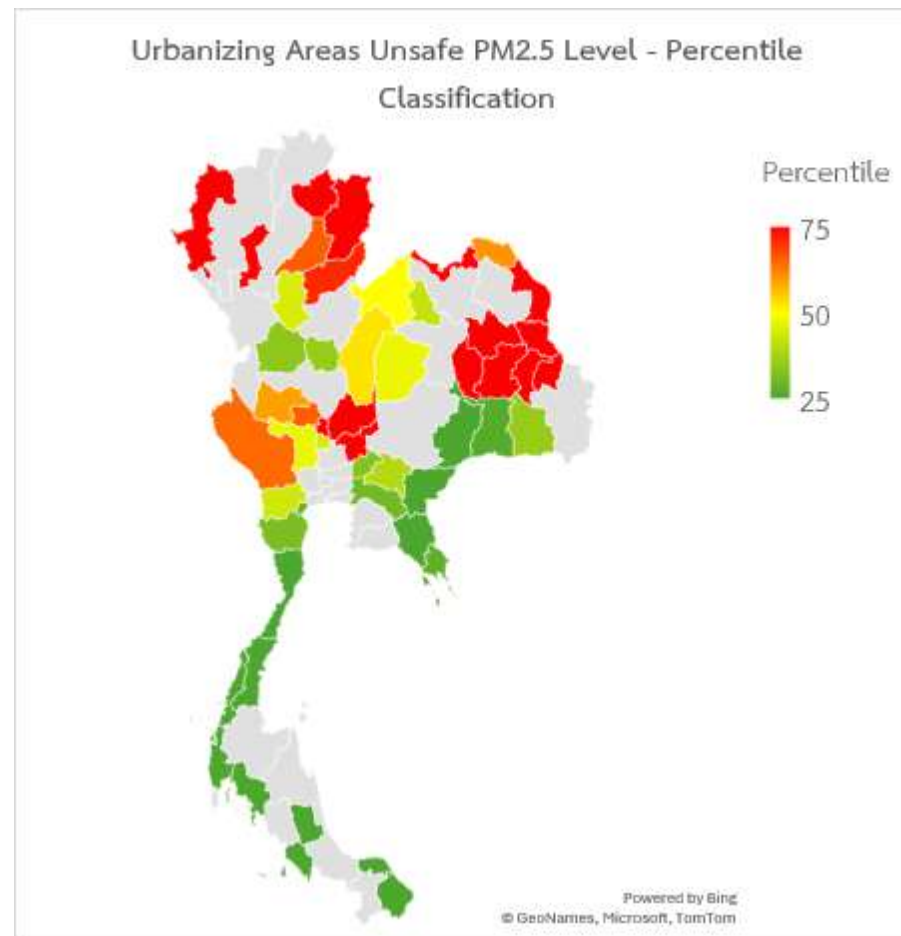 Urbanizing Areas Unsafe PM2.5 Level - Percentile
Classification
Percentile
75
50
25
Powered by Bing
© GeoNames, Microsoft, TomTom